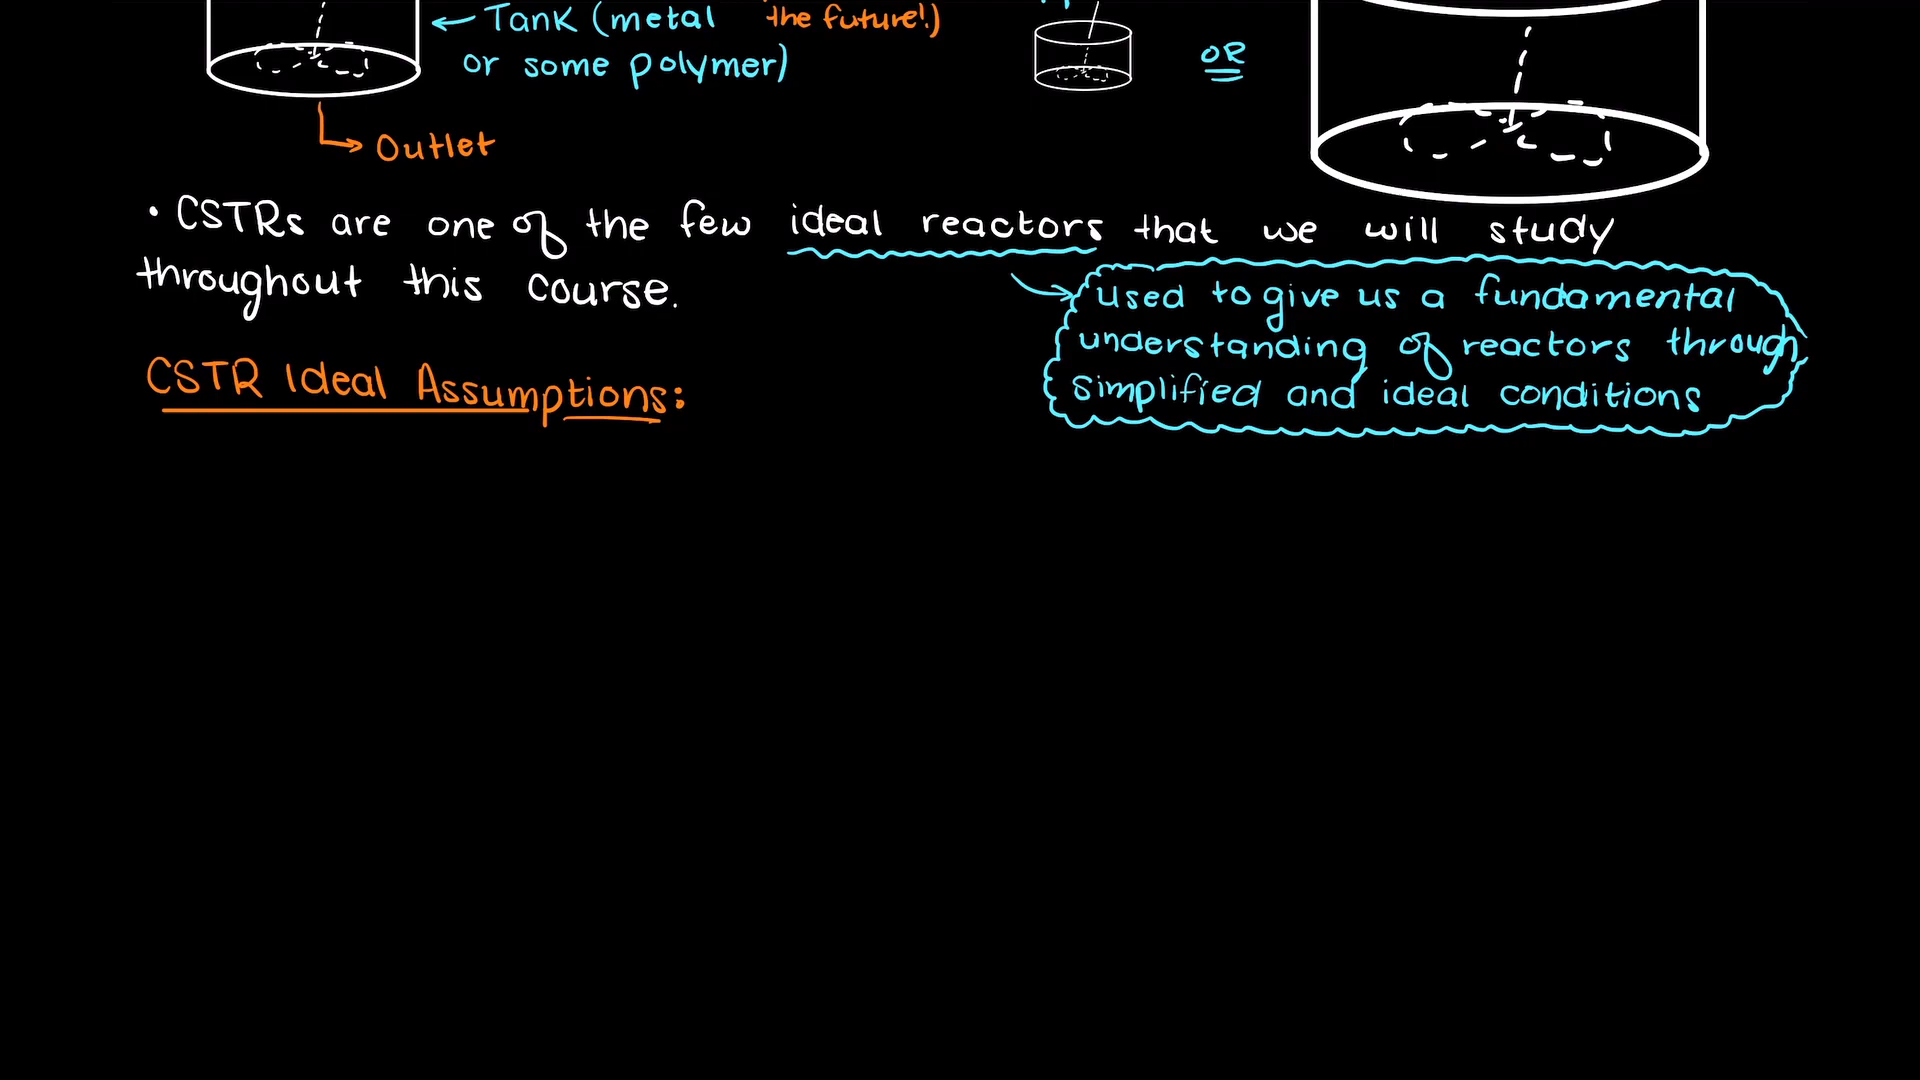 Tank (metal
or some polymer)
the future!)
OR
Outlet
• CSTRs are one of the few ideal reactors that we will study
throughout this course.
used to give us a fundamental
understanding of reactors through
simplified and ideal conditions
CSTR Ideal Assumptions: